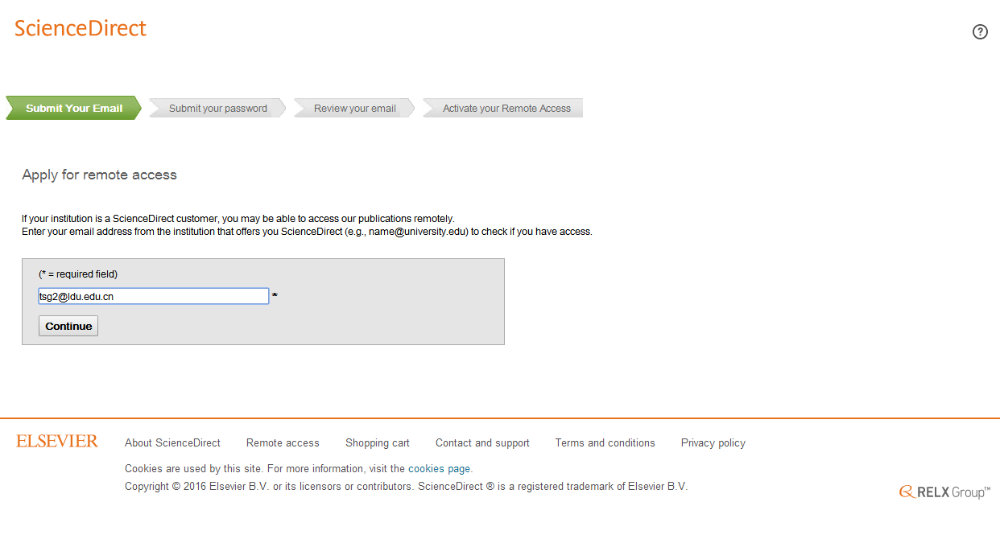 ScienceDirect
?
Submit Your Email
Submit your password
Review your email
Activate your Remote Access
Apply for remote access
If your institution is a ScienceDirect customer, you may be able to access our publications remotely.
Enter your email address from the institution that offers you ScienceDirect (e.g., name@university.edu) to check if you have access.
(* = required field)
tsg2@ldu.edu.cn *
Continue
ELSEVIER
About ScienceDirect
Remote access
Shopping cart
Contact and support
Terms and conditions
Privacy policy
Cookies are used by this site. For more information, visit the cookies page.
Copyright © 2016 Elsevier B.V. or its licensors or contributors. ScienceDirect ® is a registered trademark of Elsevier B.V.
RELX Group™